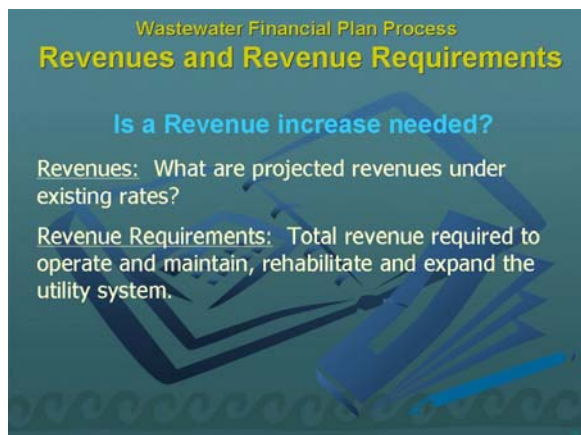 Wastewater Financial Plan Process
Revenues and Revenue Requirements
Is a Revenue increase needed?
Revenues: What are projected revenues under
existing rates?
Revenue Requirements: Total revenue required to
operate and maintain, rehabilitate and expand the
utility system.